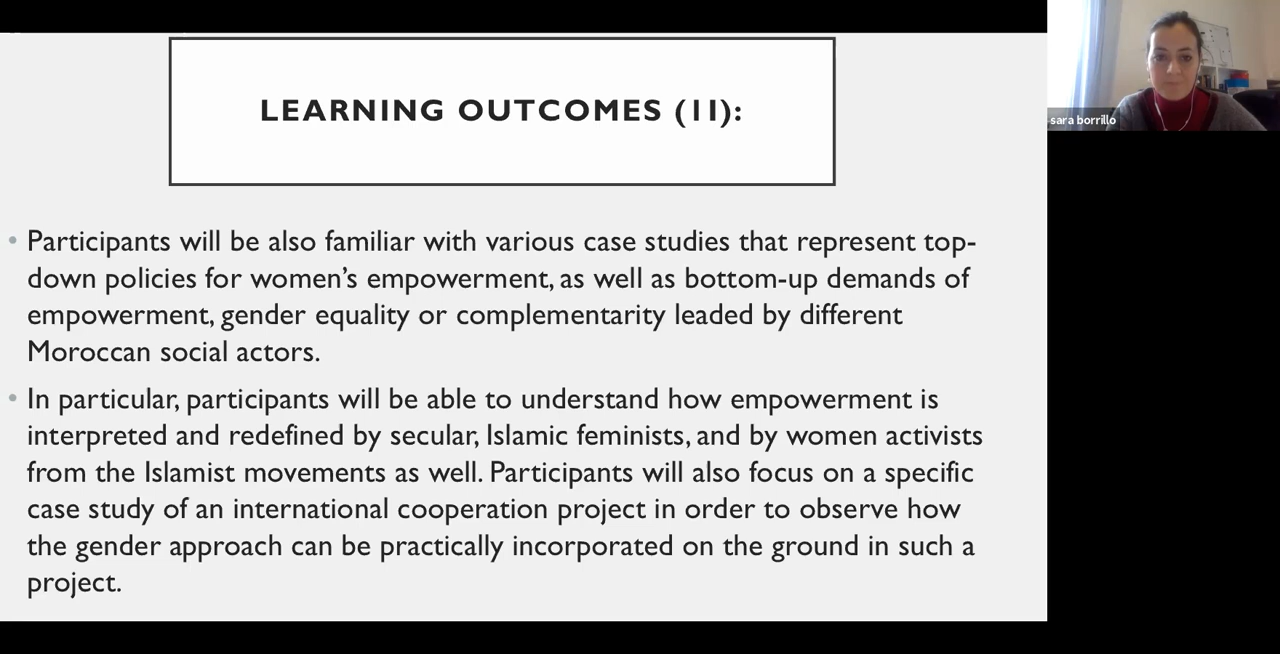 LEARNING OUTCOMES (II):
sara borrillo
• Participants will be also familiar with various case studies that represent top-
down policies for women’s empowerment, as well as bottom-up demands of
empowerment, gender equality or complementarity leaded by different
Moroccan social actors.
• In particular, participants will be able to understand how empowerment is
interpreted and redefined by secular, Islamic feminists, and by women activists
from the Islamist movements as well. Participants will also focus on a specific
case study of an international cooperation project in order to observe how
the gender approach can be practically incorporated on the ground in such a
project.